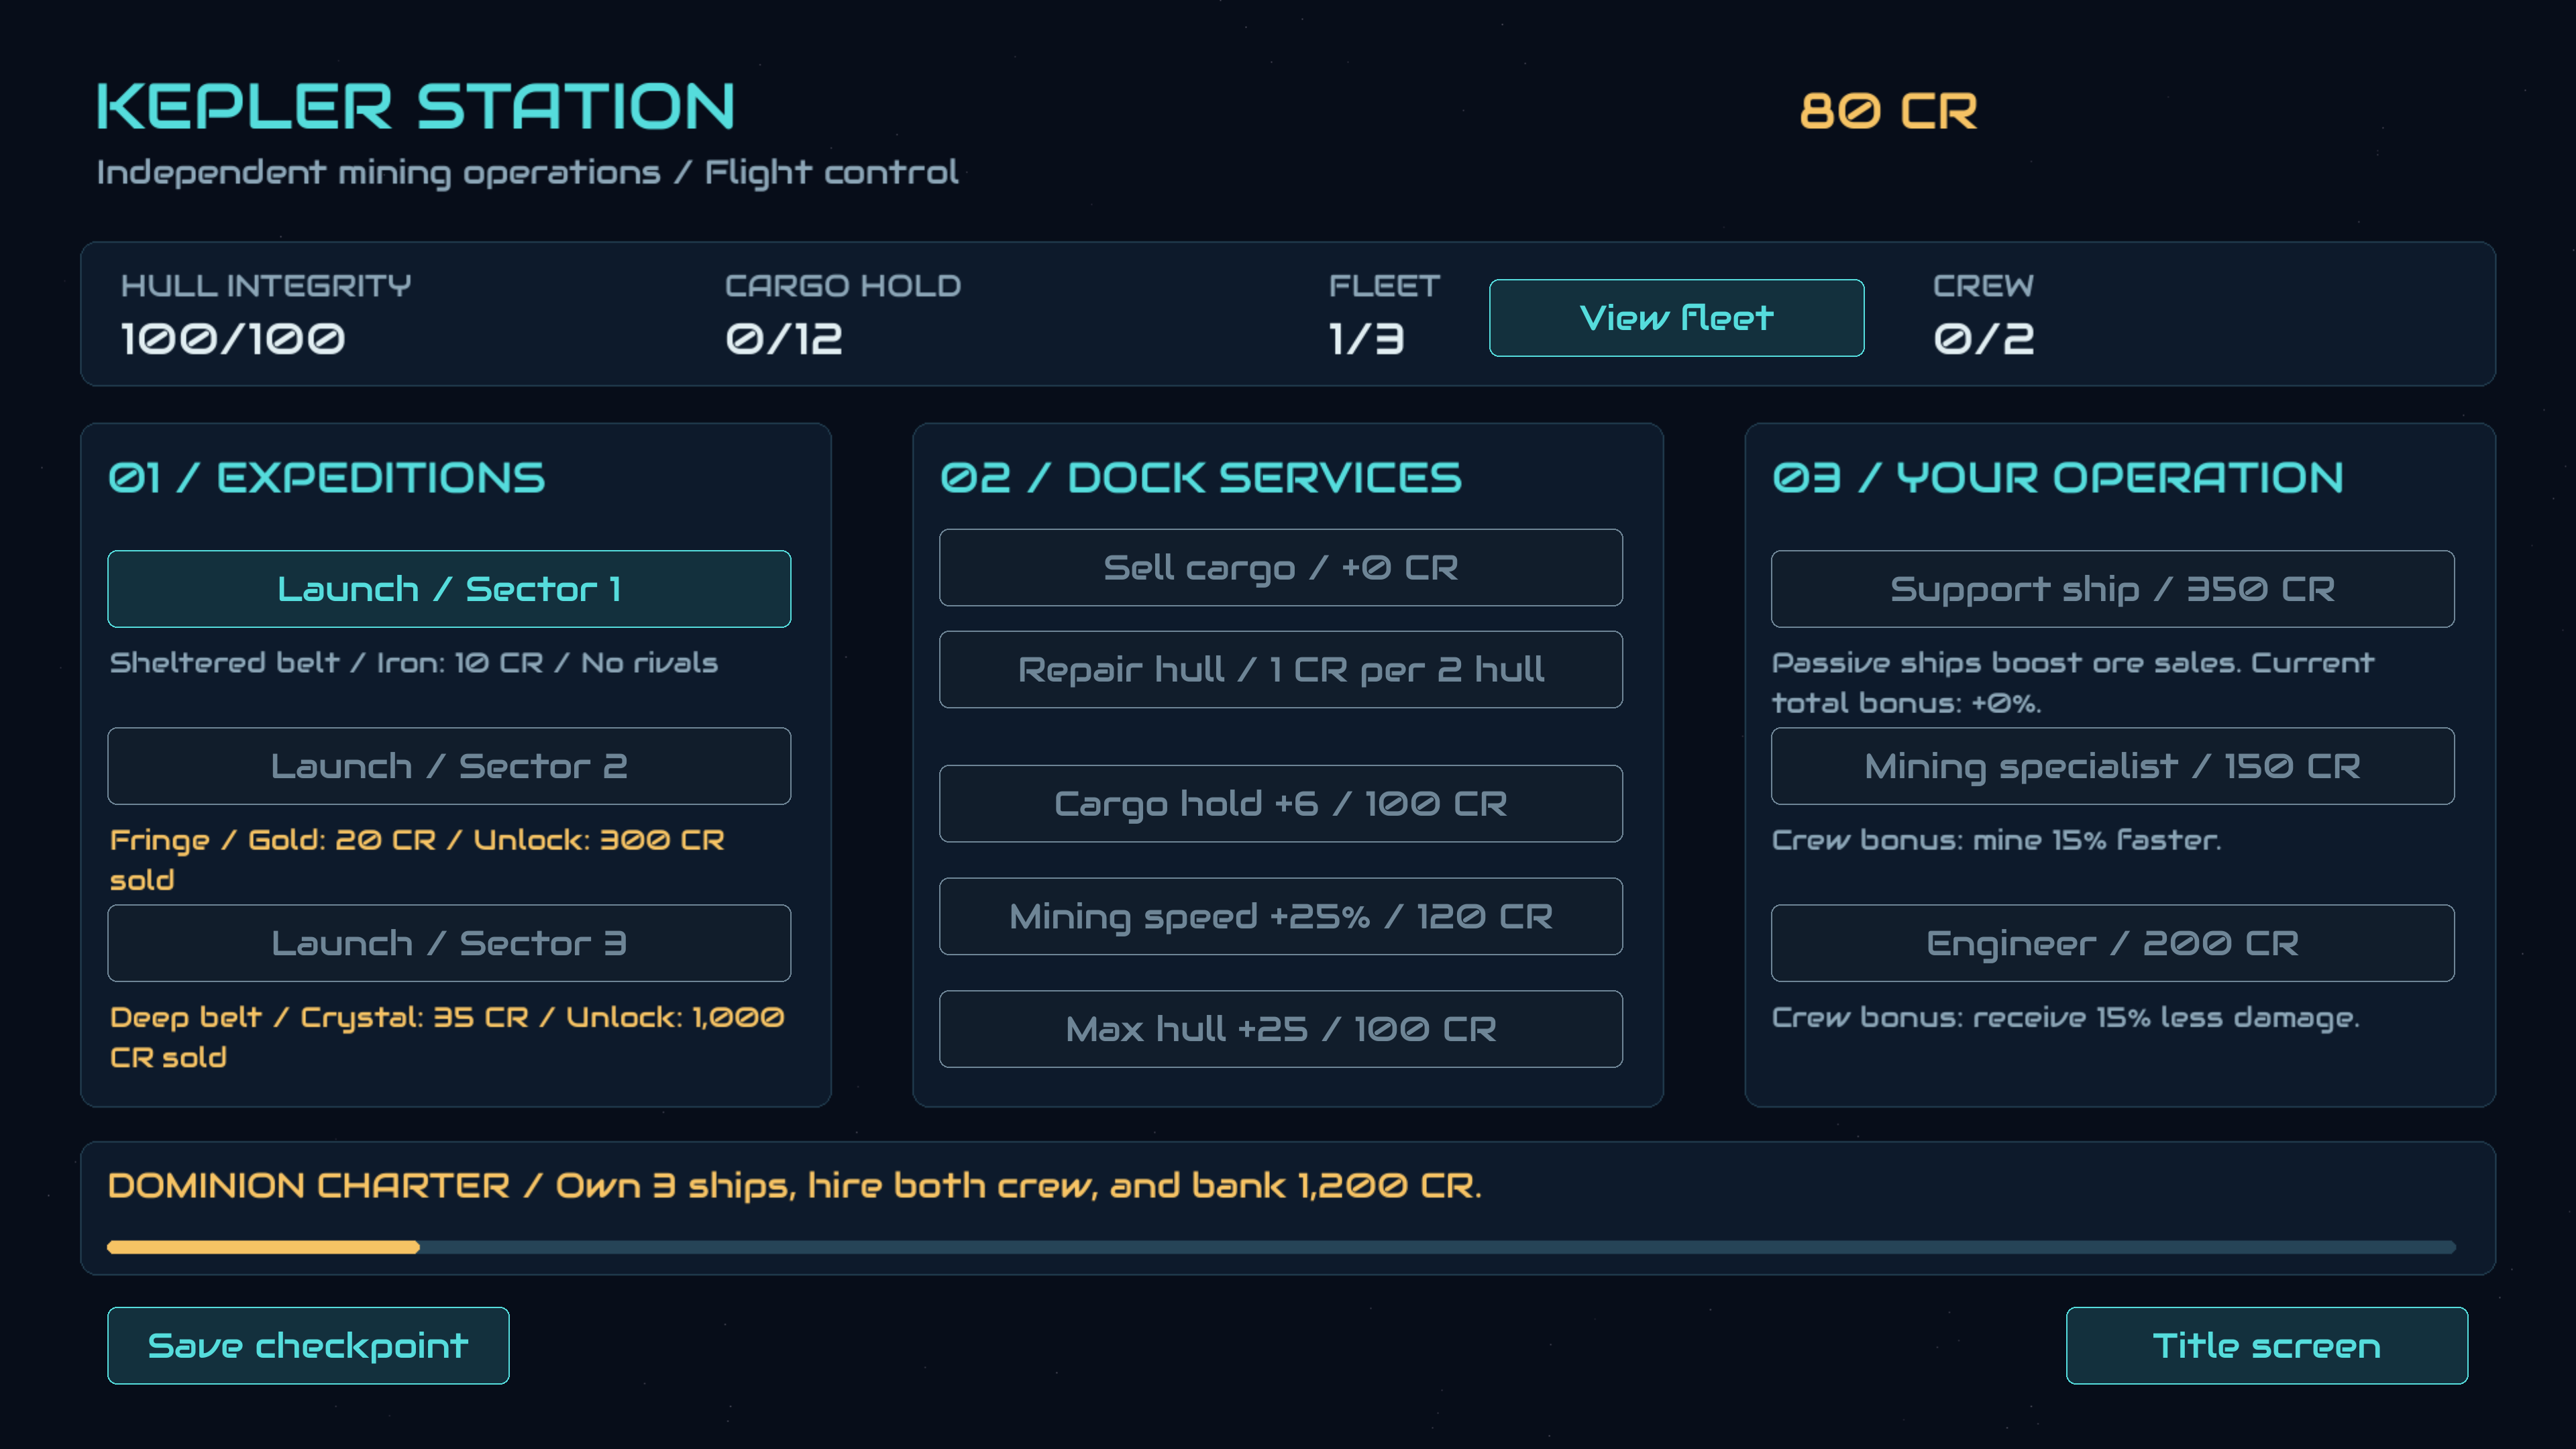 KEPLER STATION
80 CR
Independent mining operations / Flight control
HULL INTEGRITY
100/100
CARGO HOLD
0/12
FLEET
1/3
View fleet
CREW
0/2
01 / EXPEDITIONS
Launch / Sector 1
Sheltered belt / Iron: 10 CR / No rivals
Launch / Sector 2
Fringe / Gold: 20 CR / Unlock: 300 CR
sold
Launch / Sector 3
Deep belt / Crystal: 35 CR / Unlock: 1,000
CR sold
02 / DOCK SERVICES
Sell cargo / +0 CR
Repair hull / 1 CR per 2 hull
Cargo hold +6 / 100 CR
Mining speed +25% / 120 CR
Max hull +25 / 100 CR
03 / YOUR OPERATION
Support ship / 350 CR
Passive ships boost ore sales. Current
total bonus: +0%.
Mining specialist / 150 CR
Crew bonus: mine 15% faster.
Engineer / 200 CR
Crew bonus: receive 15% less damage.
DOMINION CHARTER / Own 3 ships, hire both crew, and bank 1,200 CR.
Save checkpoint
Title screen